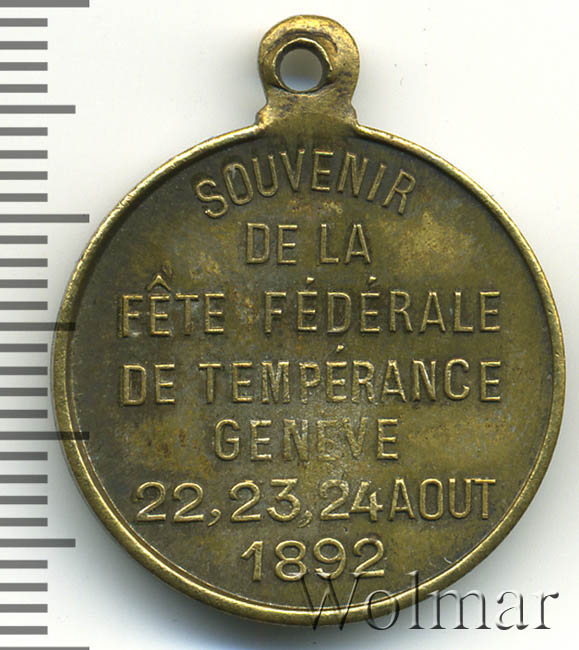 SOUVENIR
DE LA
FÊTE FÉDÉRALE
DE TEMPÉRANCE
GENEVE
22, 23, 24 AOUT
1892
Wolmar